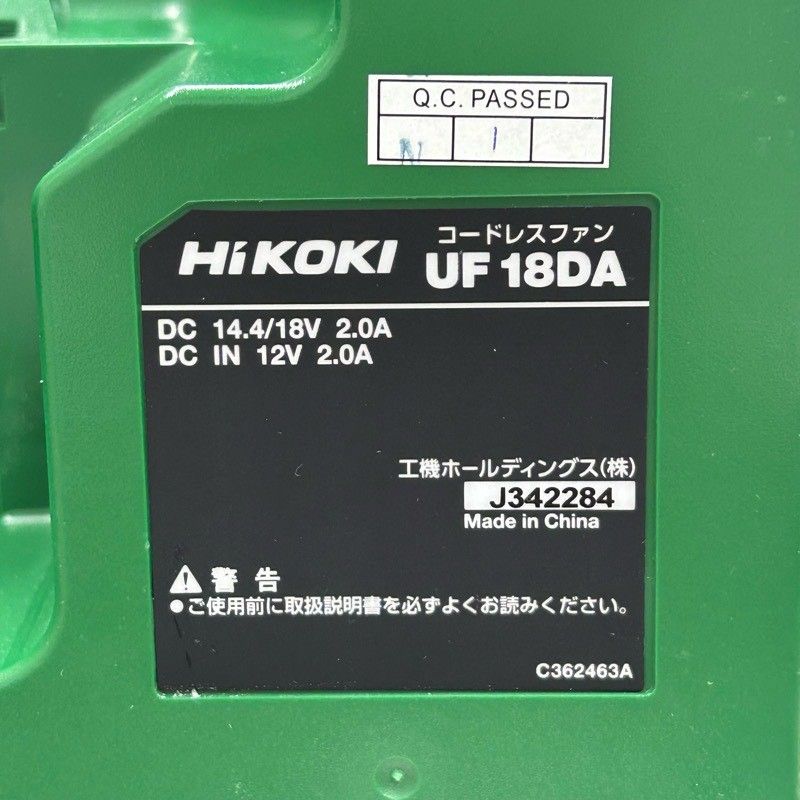 Q.C. PASSED
N 1
HiKOKI コードレスファン
UF 18DA
DC 14.4/18V 2.0A
DC IN 12V 2.0A
工機ホールディングス(株)
J342284
Made in China
警告
●ご使用前に取扱説明書を必ずよくお読みください。
C362463A